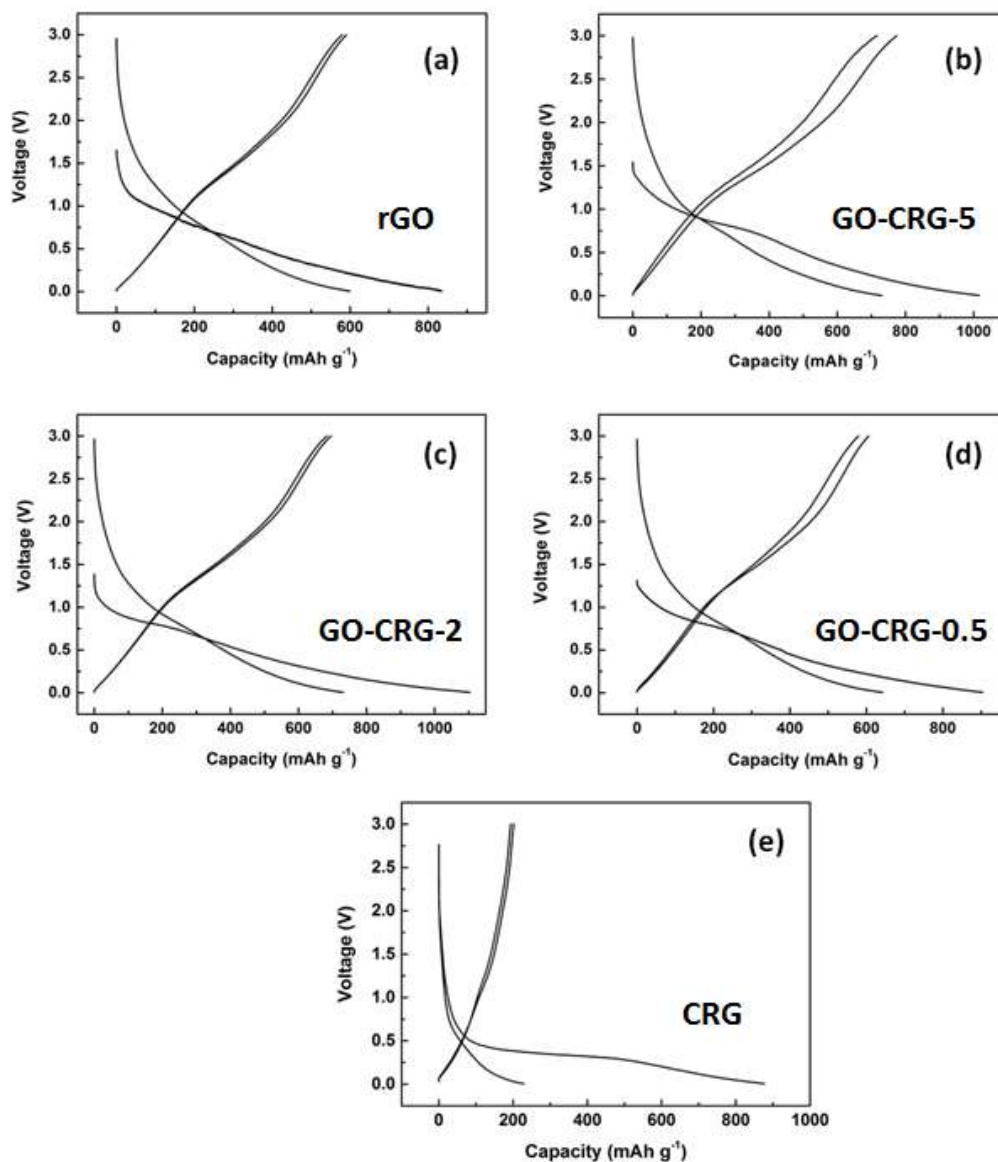 (a)
rGO
Voltage (V)
3.0
2.5
2.0
1.5
1.0
0.5
0.0
0 200 400 600 800
Capacity (mAh g⁻¹)
(b)
GO-CRG-5
Voltage (V)
3.0
2.5
2.0
1.5
1.0
0.5
0.0
0 200 400 600 800 1000
Capacity (mAh g⁻¹)
(c)
GO-CRG-2
Voltage (V)
3.0
2.5
2.0
1.5
1.0
0.5
0.0
0 200 400 600 800 1000
Capacity (mAh g⁻¹)
(d)
GO-CRG-0.5
Voltage (V)
3.0
2.5
2.0
1.5
1.0
0.5
0.0
0 200 400 600 800
Capacity (mAh g⁻¹)
(e)
CRG
Voltage (V)
3.0
2.5
2.0
1.5
1.0
0.5
0.0
0 200 400 600 800 1000
Capacity (mAh g⁻¹)